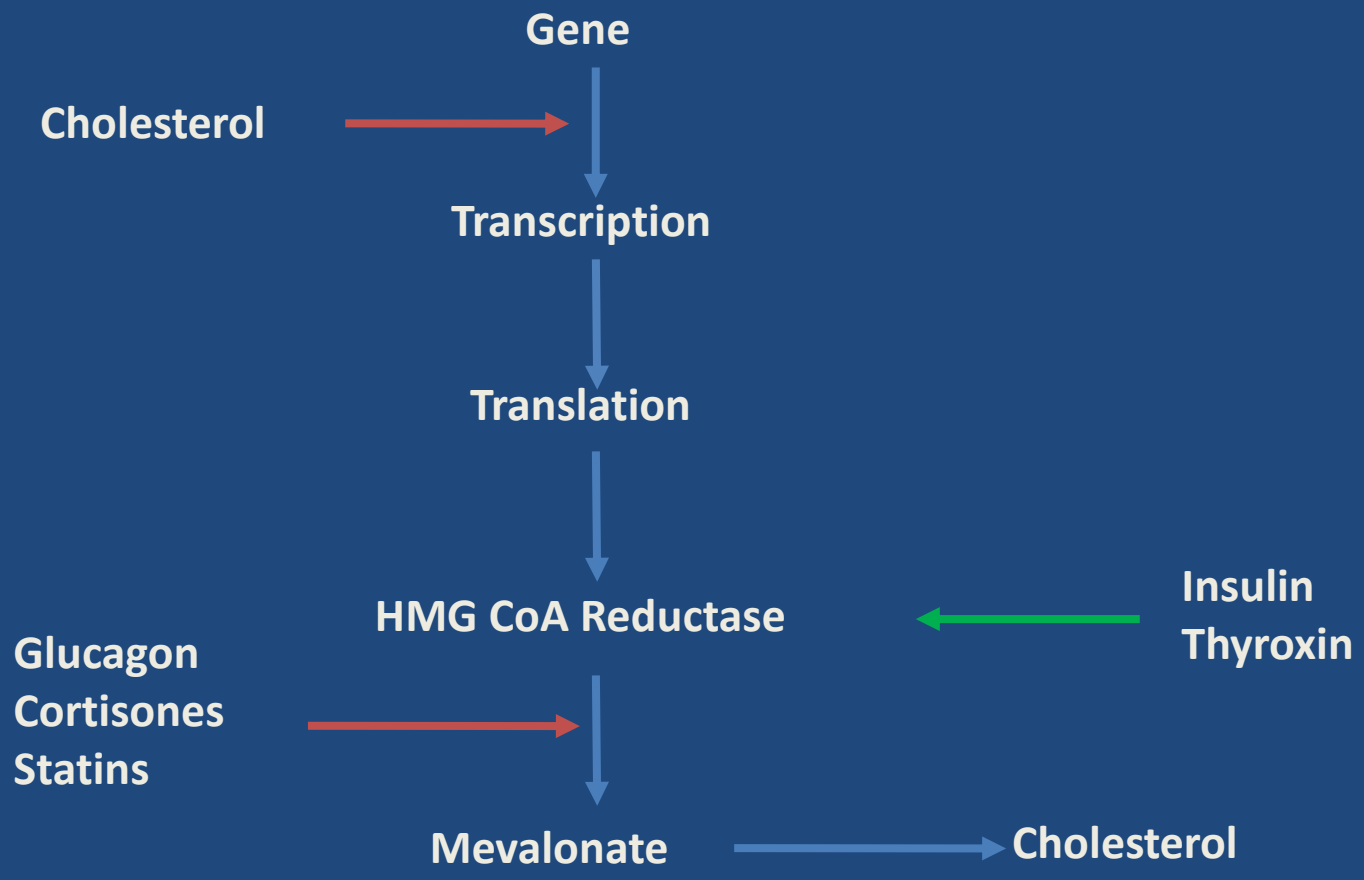 Gene
Cholesterol
Transcription
Translation
HMG CoA Reductase
Insulin
Thyroxin
Glucagon
Cortisones
Statins
Mevalonate
Cholesterol